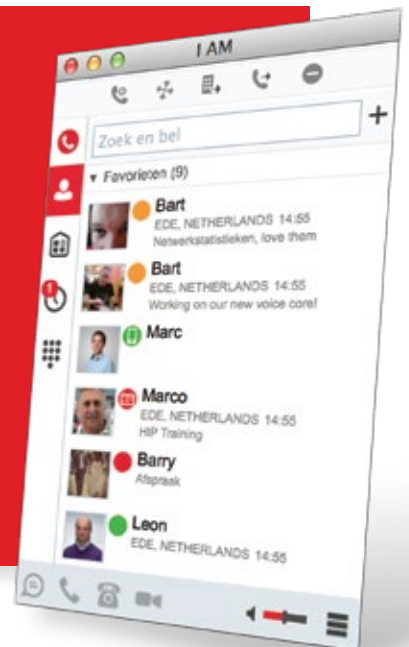 I AM
Zoek en bel
Favorieten (9)
Bart
EDE, NETHERLANDS 14:55
Netwerkstatistieken, love them
Bart
EDE, NETHERLANDS 14:55
Working on our new voice core!
Marc
1
Marco
EDE, NETHERLANDS 14:55
HIP Training
Barry
Afspraak
Leon
EDE, NETHERLANDS 14:55